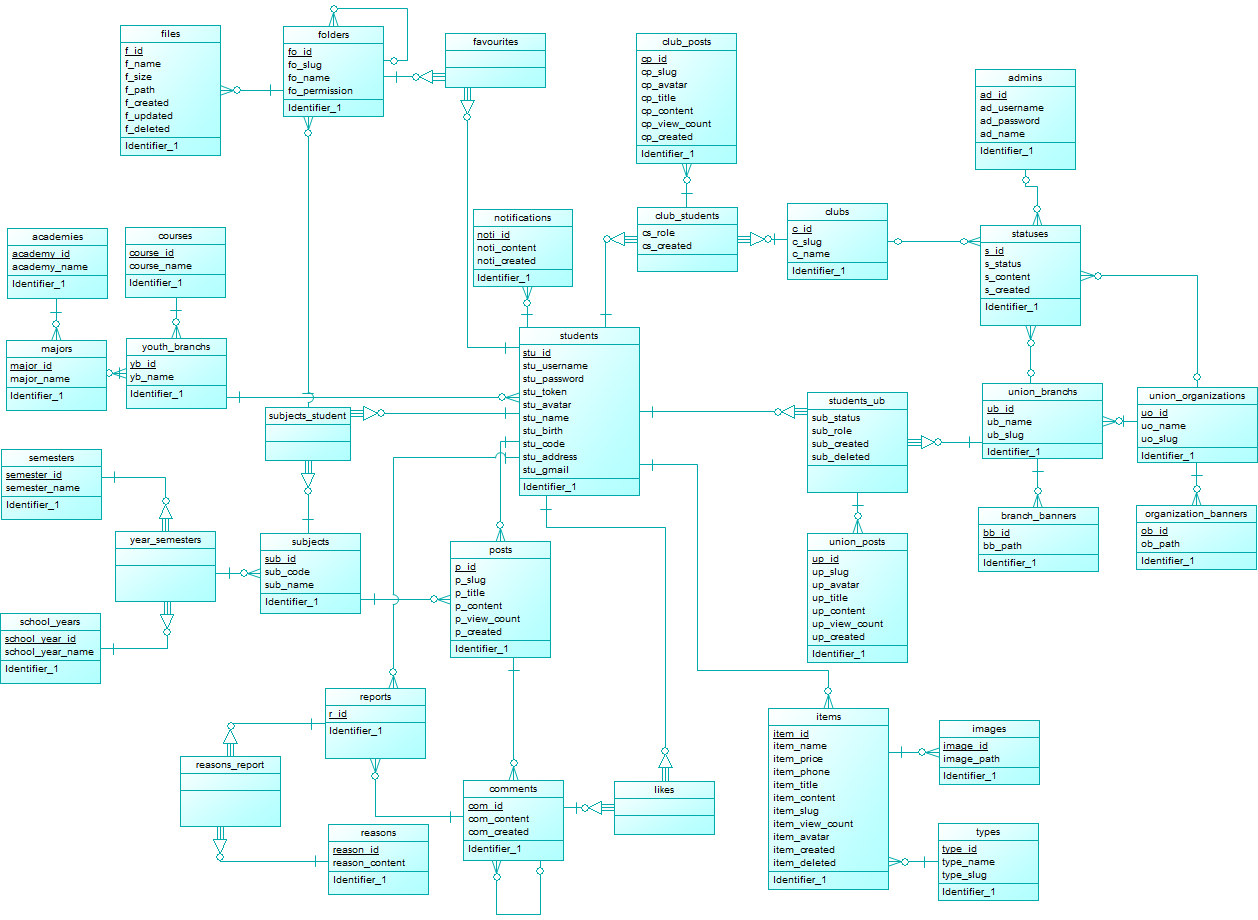 files
f_id
f_name
f_size
f_path
f_created
f_updated
f_deleted
Identifier_1
folders
fo_id
fo_slug
fo_name
fo_permission
Identifier_1
favourites
club_posts
cp_id
cp_slug
cp_avatar
cp_title
cp_content
cp_view_count
cp_created
Identifier_1
admins
ad_id
ad_username
ad_password
ad_name
Identifier_1
academies
academy_id
academy_name
Identifier_1
courses
course_id
course_name
Identifier_1
notifications
noti_id
noti_content
noti_created
Identifier_1
club_students
cs_role
cs_created
clubs
c_id
c_slug
c_name
Identifier_1
statuses
s_id
s_status
s_content
s_created
Identifier_1
majors
major_id
major_name
Identifier_1
youth_branchs
yb_id
yb_name
Identifier_1
students
stu_id
stu_username
stu_password
stu_token
stu_avatar
stu_name
stu_birth
stu_code
stu_address
stu_gmail
Identifier_1
subjects_student
students_ub
sub_status
sub_role
sub_created
sub_deleted
union_branchs
ub_id
ub_name
ub_slug
Identifier_1
union_organizations
uo_id
uo_name
uo_slug
Identifier_1
semesters
semester_id
semester_name
Identifier_1
year_semesters
subjects
sub_id
sub_code
sub_name
Identifier_1
posts
p_id
p_slug
p_title
p_content
p_view_count
p_created
Identifier_1
union_posts
up_id
up_slug
up_avatar
up_title
up_content
up_view_count
up_created
Identifier_1
branch_banners
bb_id
bb_path
Identifier_1
organization_banners
ob_id
ob_path
Identifier_1
school_years
school_year_id
school_year_name
Identifier_1
reports
r_id
Identifier_1
reasons_report
reasons
reason_id
reason_content
Identifier_1
comments
com_id
com_content
com_created
Identifier_1
likes
items
item_id
item_name
item_price
item_phone
item_title
item_content
item_slug
item_view_count
item_avatar
item_created
item_deleted
Identifier_1
images
image_id
image_path
Identifier_1
types
type_id
type_name
type_slug
Identifier_1